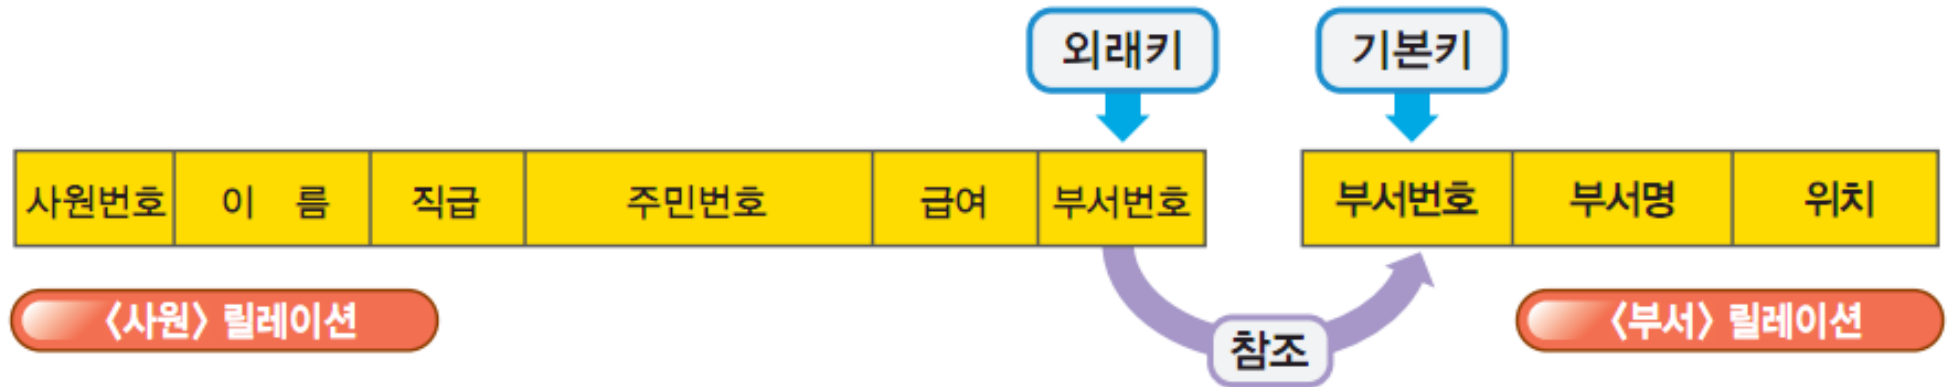 외래키 기본키
사원번호 이 름 직급 주민번호 급여 부서번호 부서번호 부서명 위치
〈사원〉 릴레이션 참조 〈부서〉 릴레이션